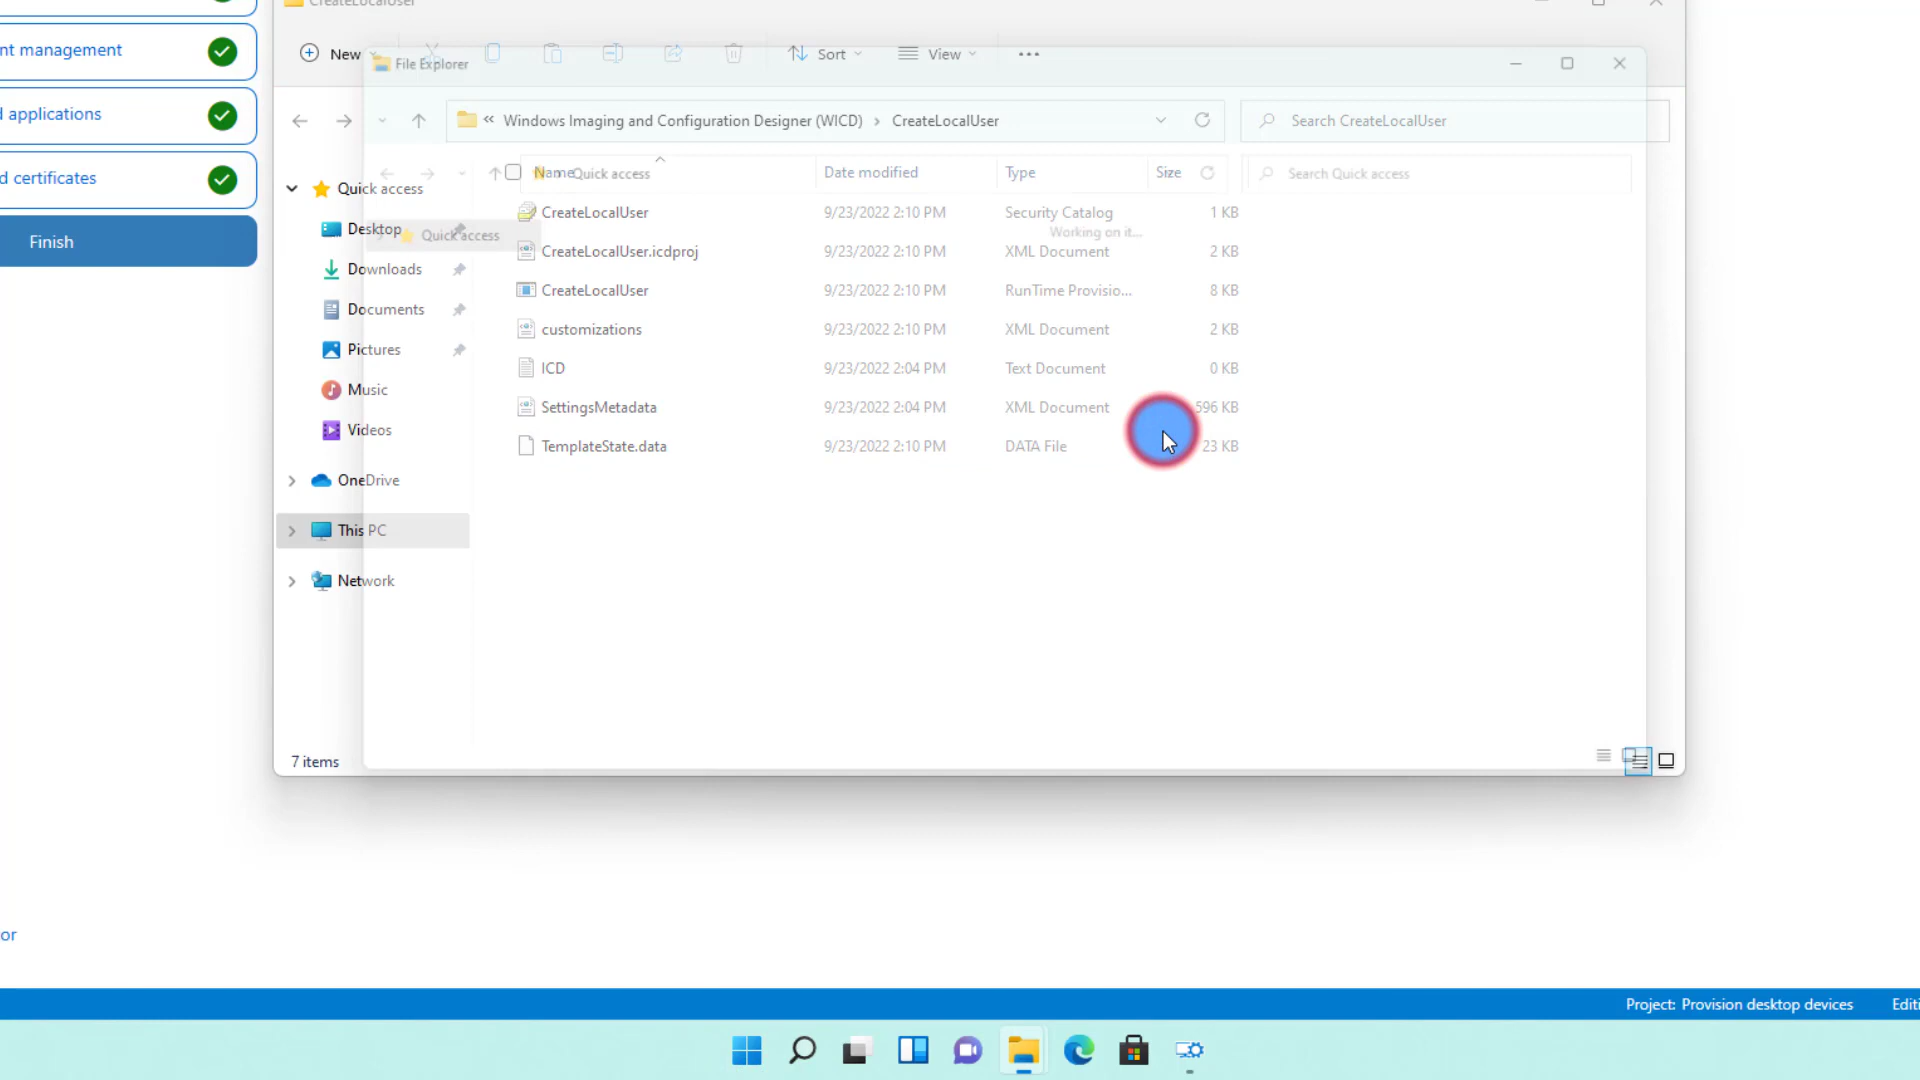 CreateLocalUser
nt management
d applications
d certificates
Finish
New
Sort
View
File Explorer
« Windows Imaging and Configuration Designer (WICD) › CreateLocalUser
Search CreateLocalUser
Name
Date modified
Type
Size
Quick access
Search Quick access
CreateLocalUser 9/23/2022 2:10 PM Security Catalog 1 KB
Working on it...
CreateLocalUser.icdproj 9/23/2022 2:10 PM XML Document 2 KB
CreateLocalUser 9/23/2022 2:10 PM RunTime Provisio... 8 KB
customizations 9/23/2022 2:10 PM XML Document 2 KB
ICD 9/23/2022 2:04 PM Text Document 0 KB
SettingsMetadata 9/23/2022 2:04 PM XML Document 596 KB
TemplateState.data 9/23/2022 2:10 PM DATA File 23 KB
Quick access
Desktop
Quick access
Downloads
Documents
Pictures
Music
Videos
OneDrive
This PC
Network
7 items
or
Project: Provision desktop devices
Editi